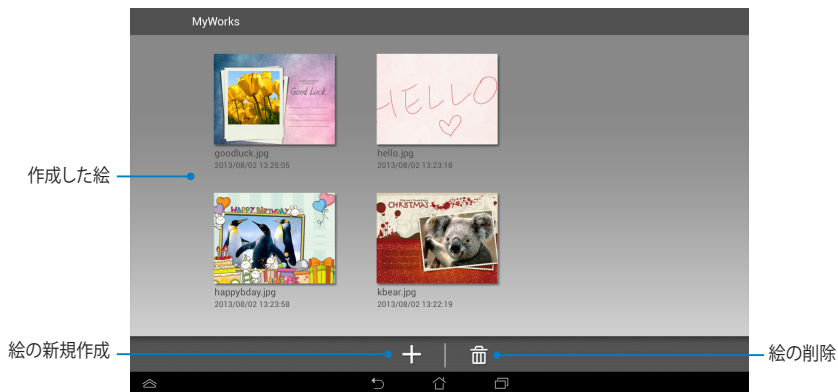 MyWorks
Good Luck
HELLO
goodluck.jpg
2013/08/02 13:25:05
hello.jpg
2013/08/02 13:23:18
作成した絵
HAPPY BIRTHDAY
CHRISTMAS
happybday.jpg
2013/08/02 13:23:58
kbear.jpg
2013/08/02 13:22:19
絵の新規作成
絵の削除